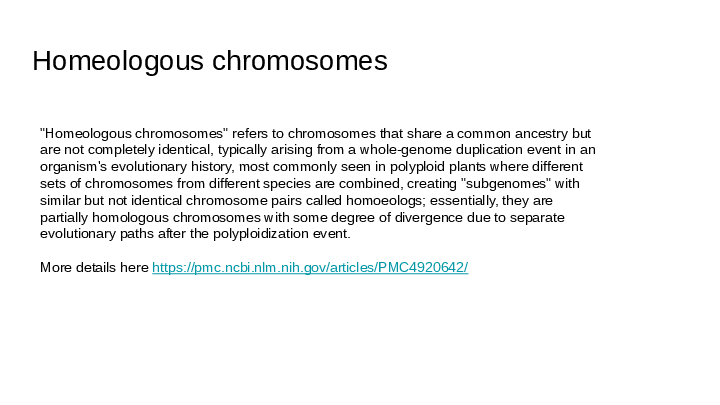 Homeologous chromosomes
"Homeologous chromosomes" refers to chromosomes that share a common ancestry but
are not completely identical, typically arising from a whole-genome duplication event in an
organism's evolutionary history, most commonly seen in polyploid plants where different
sets of chromosomes from different species are combined, creating "subgenomes" with
similar but not identical chromosome pairs called homoeologs; essentially, they are
partially homologous chromosomes with some degree of divergence due to separate
evolutionary paths after the polyploidization event.
More details here https://pmc.ncbi.nlm.nih.gov/articles/PMC4920642/